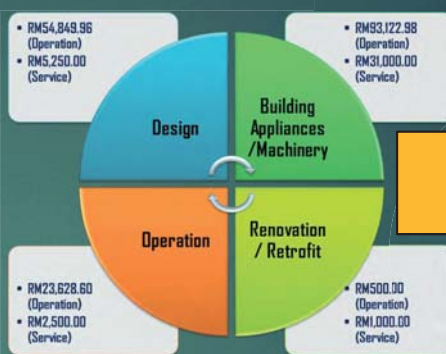 • RM54,849.96
(Operation)
• RM5,250.00
(Service)
• RM93,122.98
(Operation)
• RM31,000.00
(Service)
Design
Building
Appliances
/Machinery
Operation
Renovation
/ Retrofit
• RM23,628.60
(Operation)
• RM2,500.00
(Service)
• RM500.00
(Operation)
• RM1,000.00
(Service)